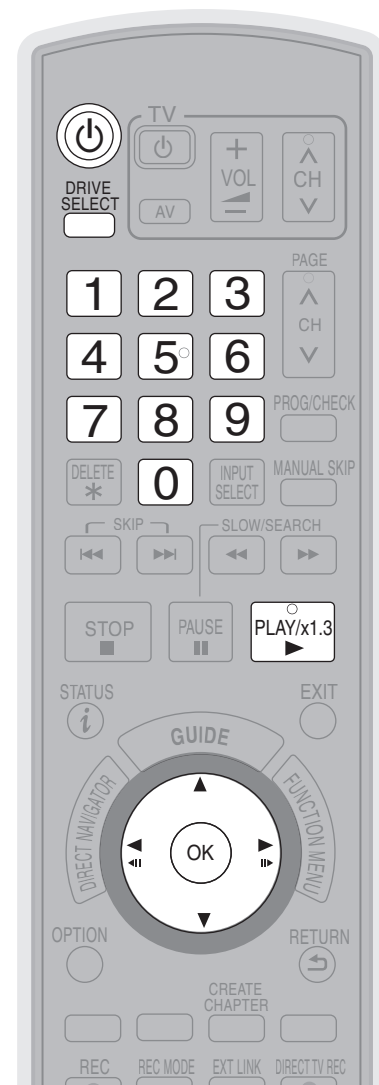 TV
DRIVE
SELECT
VOL
CH
AV
PAGE
1 2 3
CH
4 5 6
7 8 9
PROG/CHECK
DELETE
0
INPUT
SELECT
MANUAL SKIP
SKIP
SLOW/SEARCH
STOP
PAUSE
PLAY/x1.3
STATUS
i
EXIT
GUIDE
DIRECT NAVIGATOR
FUNCTION MENU
OK
OPTION
RETURN
CREATE
CHAPTER
REC
REC MODE
EXT LINK
DIRECT TV REC